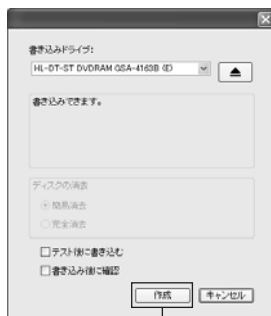 書き込みドライブ:
HL-DT-ST DVDRAM GSA-4163B (E)
書き込みできます。
ディスクの消去
簡易消去
完全消去
テスト後に書き込む
書き込み後に確認
作成 キャンセル